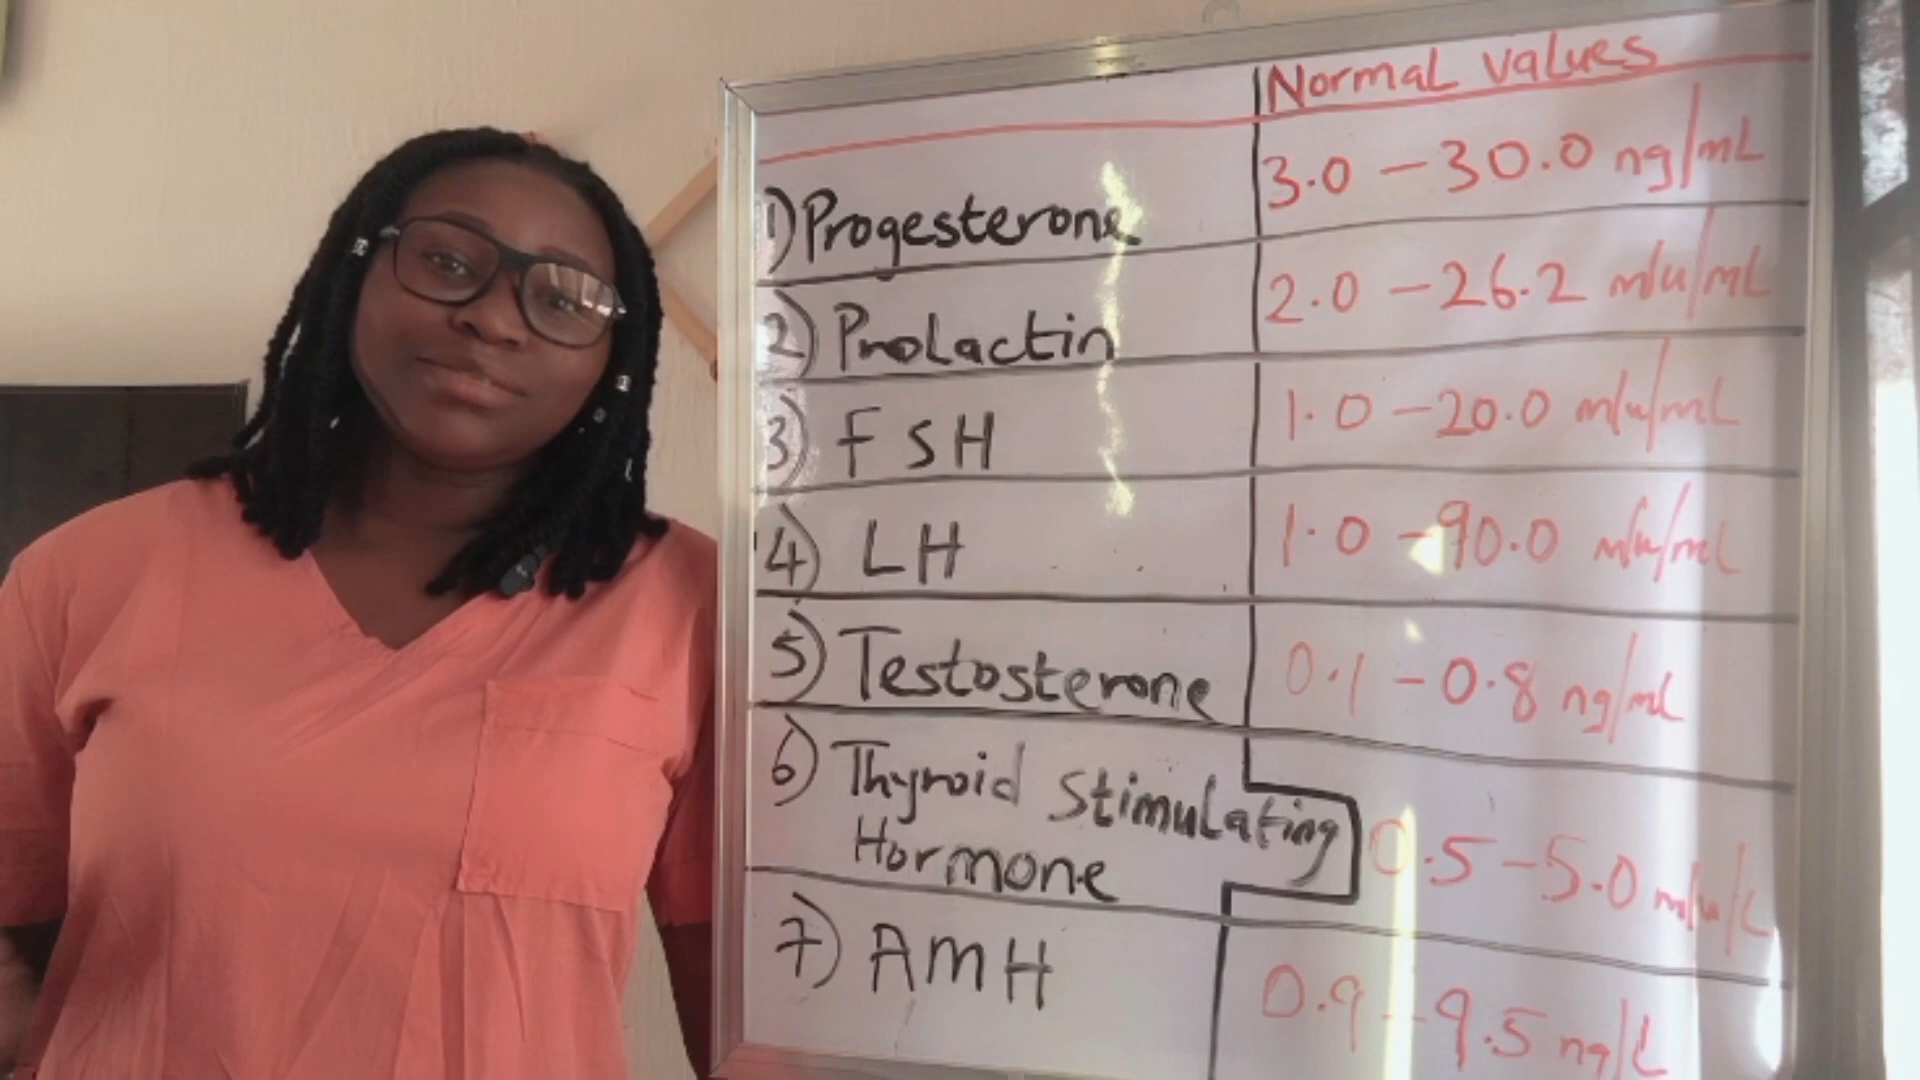 Normal values
1) Progesterone 3.0 - 30.0 ng/mL
2) Prolactin 2.0 - 26.2 mIu/mL
3) FSH 1.0 - 20.0 mIu/mL
4) LH 1.0 - 90.0 mIu/mL
5) Testosterone 0.1 - 0.8 ng/mL
6) Thyroid Stimulating
Hormone 0.5 - 5.0 mIu/L
7) AMH 0.9 - 9.5 ng/L